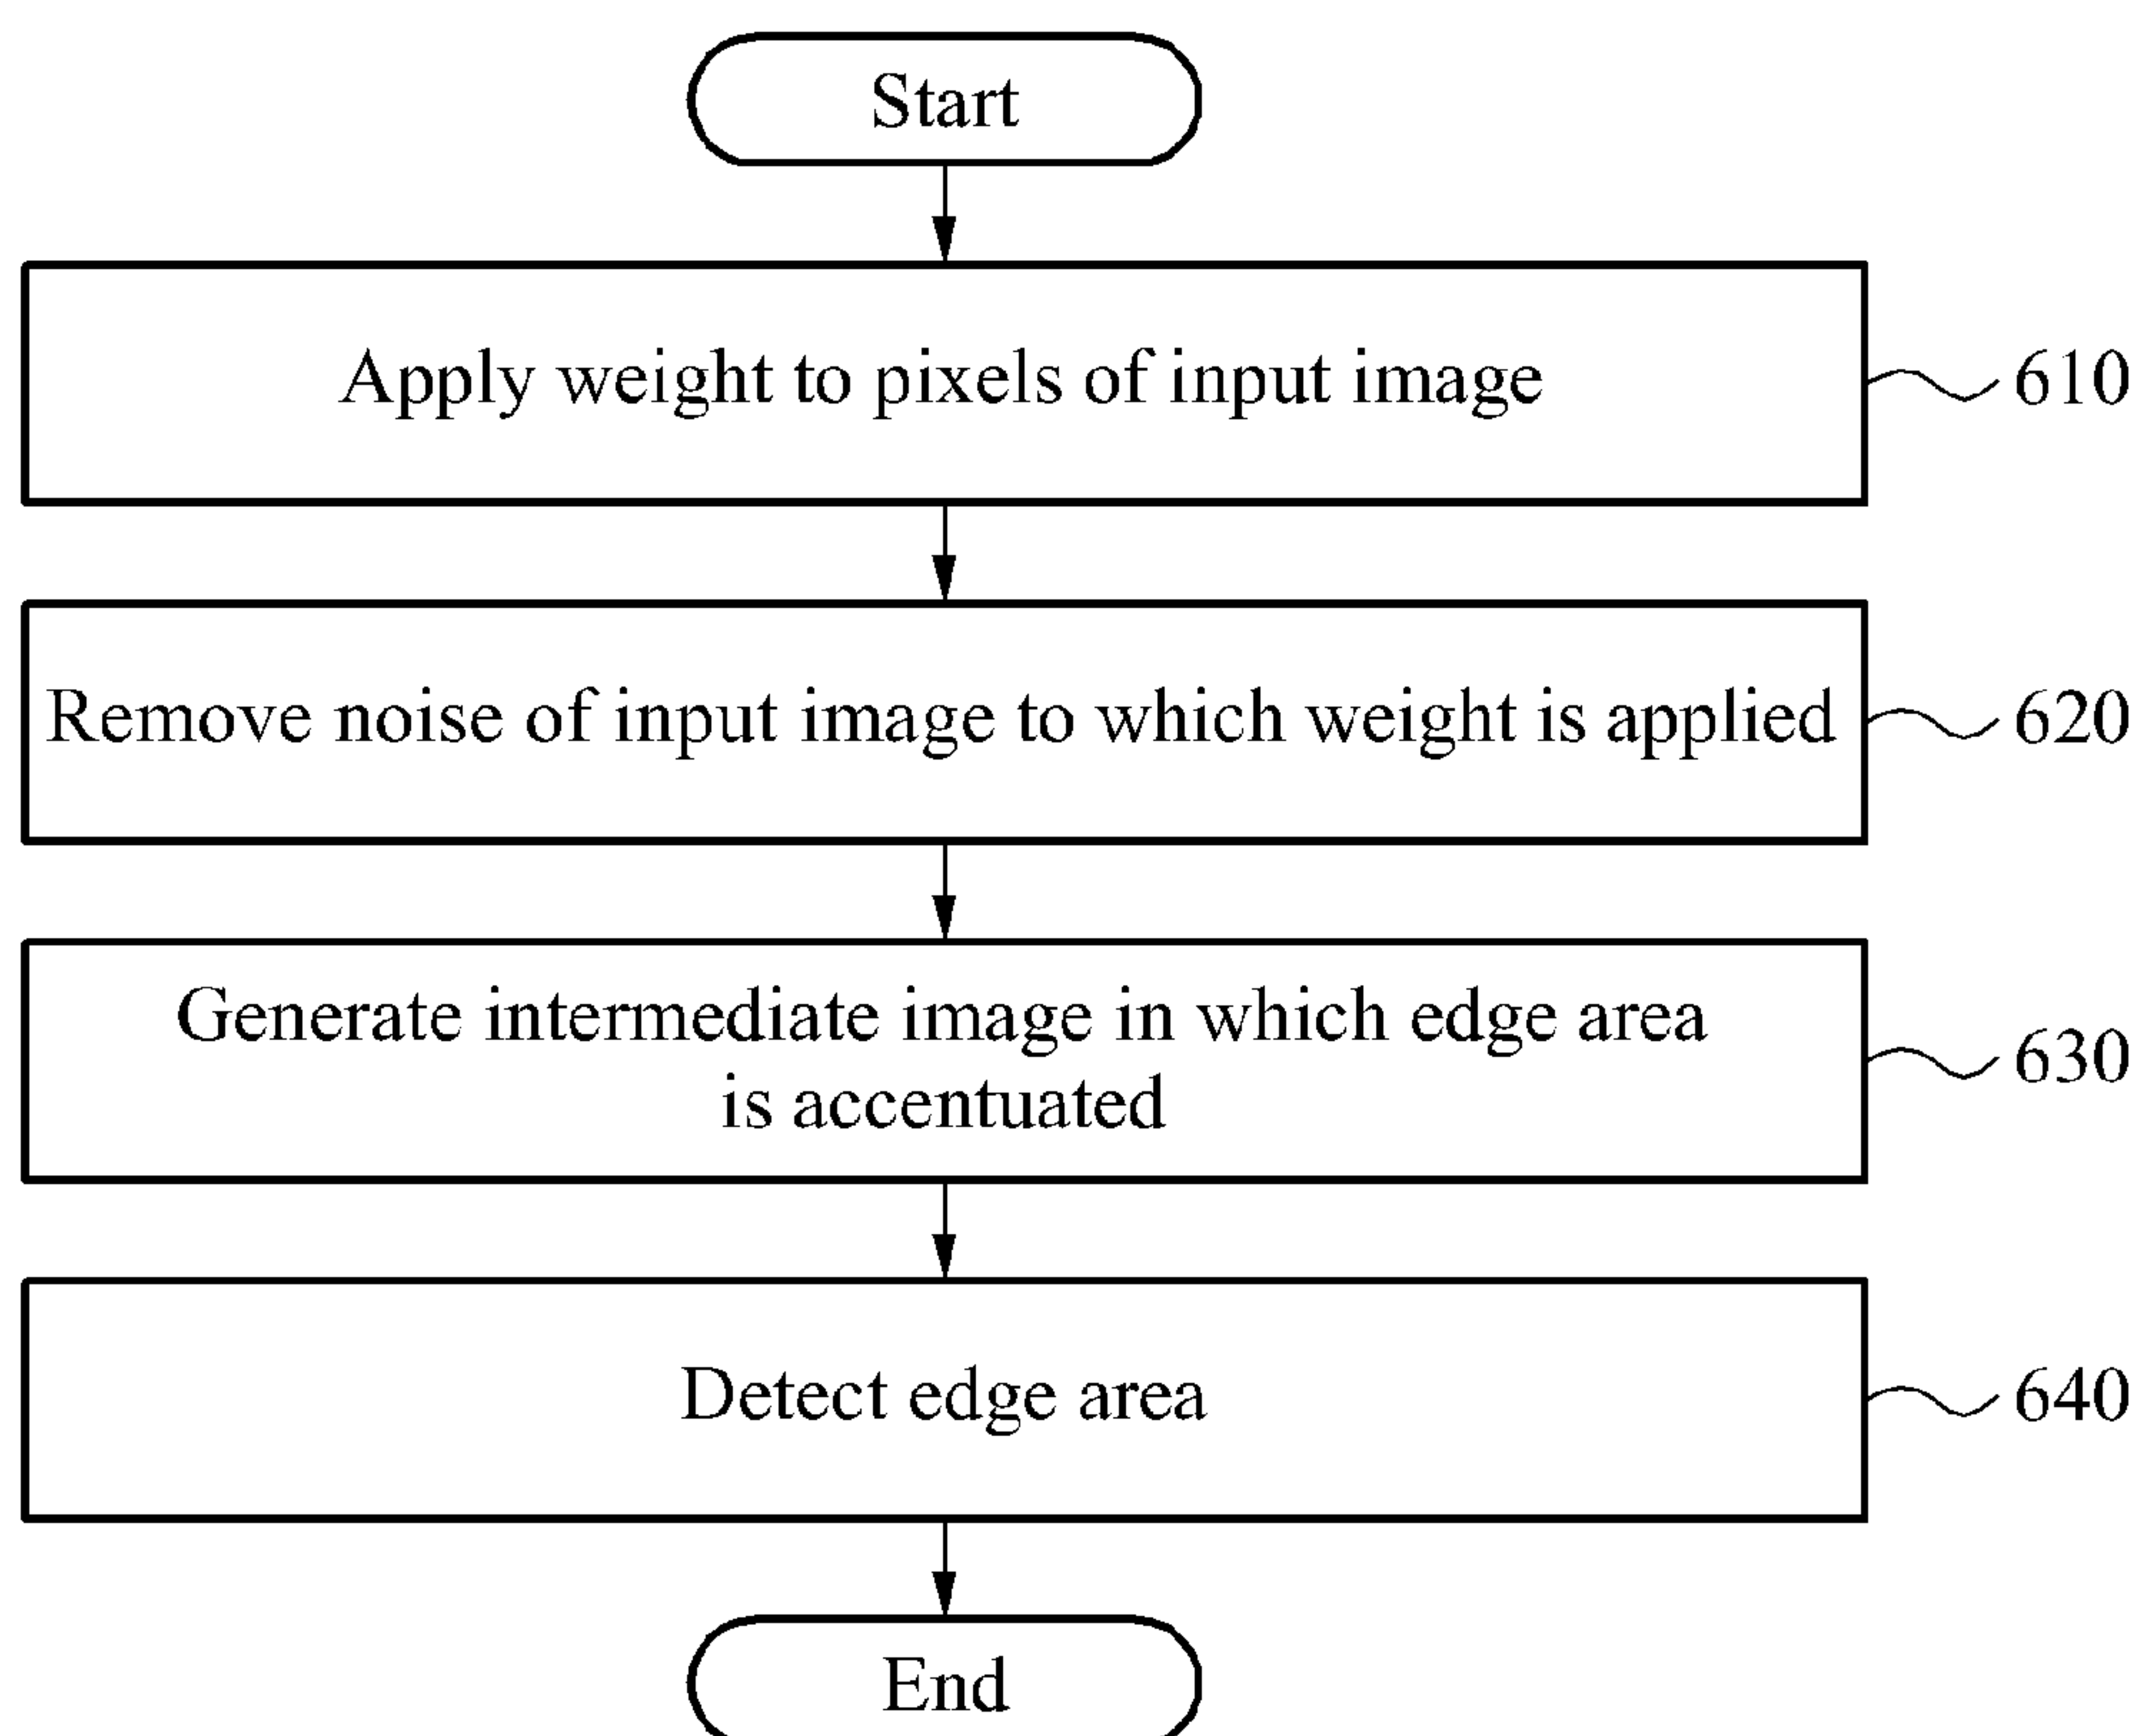 Start
Apply weight to pixels of input image
610
Remove noise of input image to which weight is applied
620
Generate intermediate image in which edge area
is accentuated
630
Detect edge area
640
End